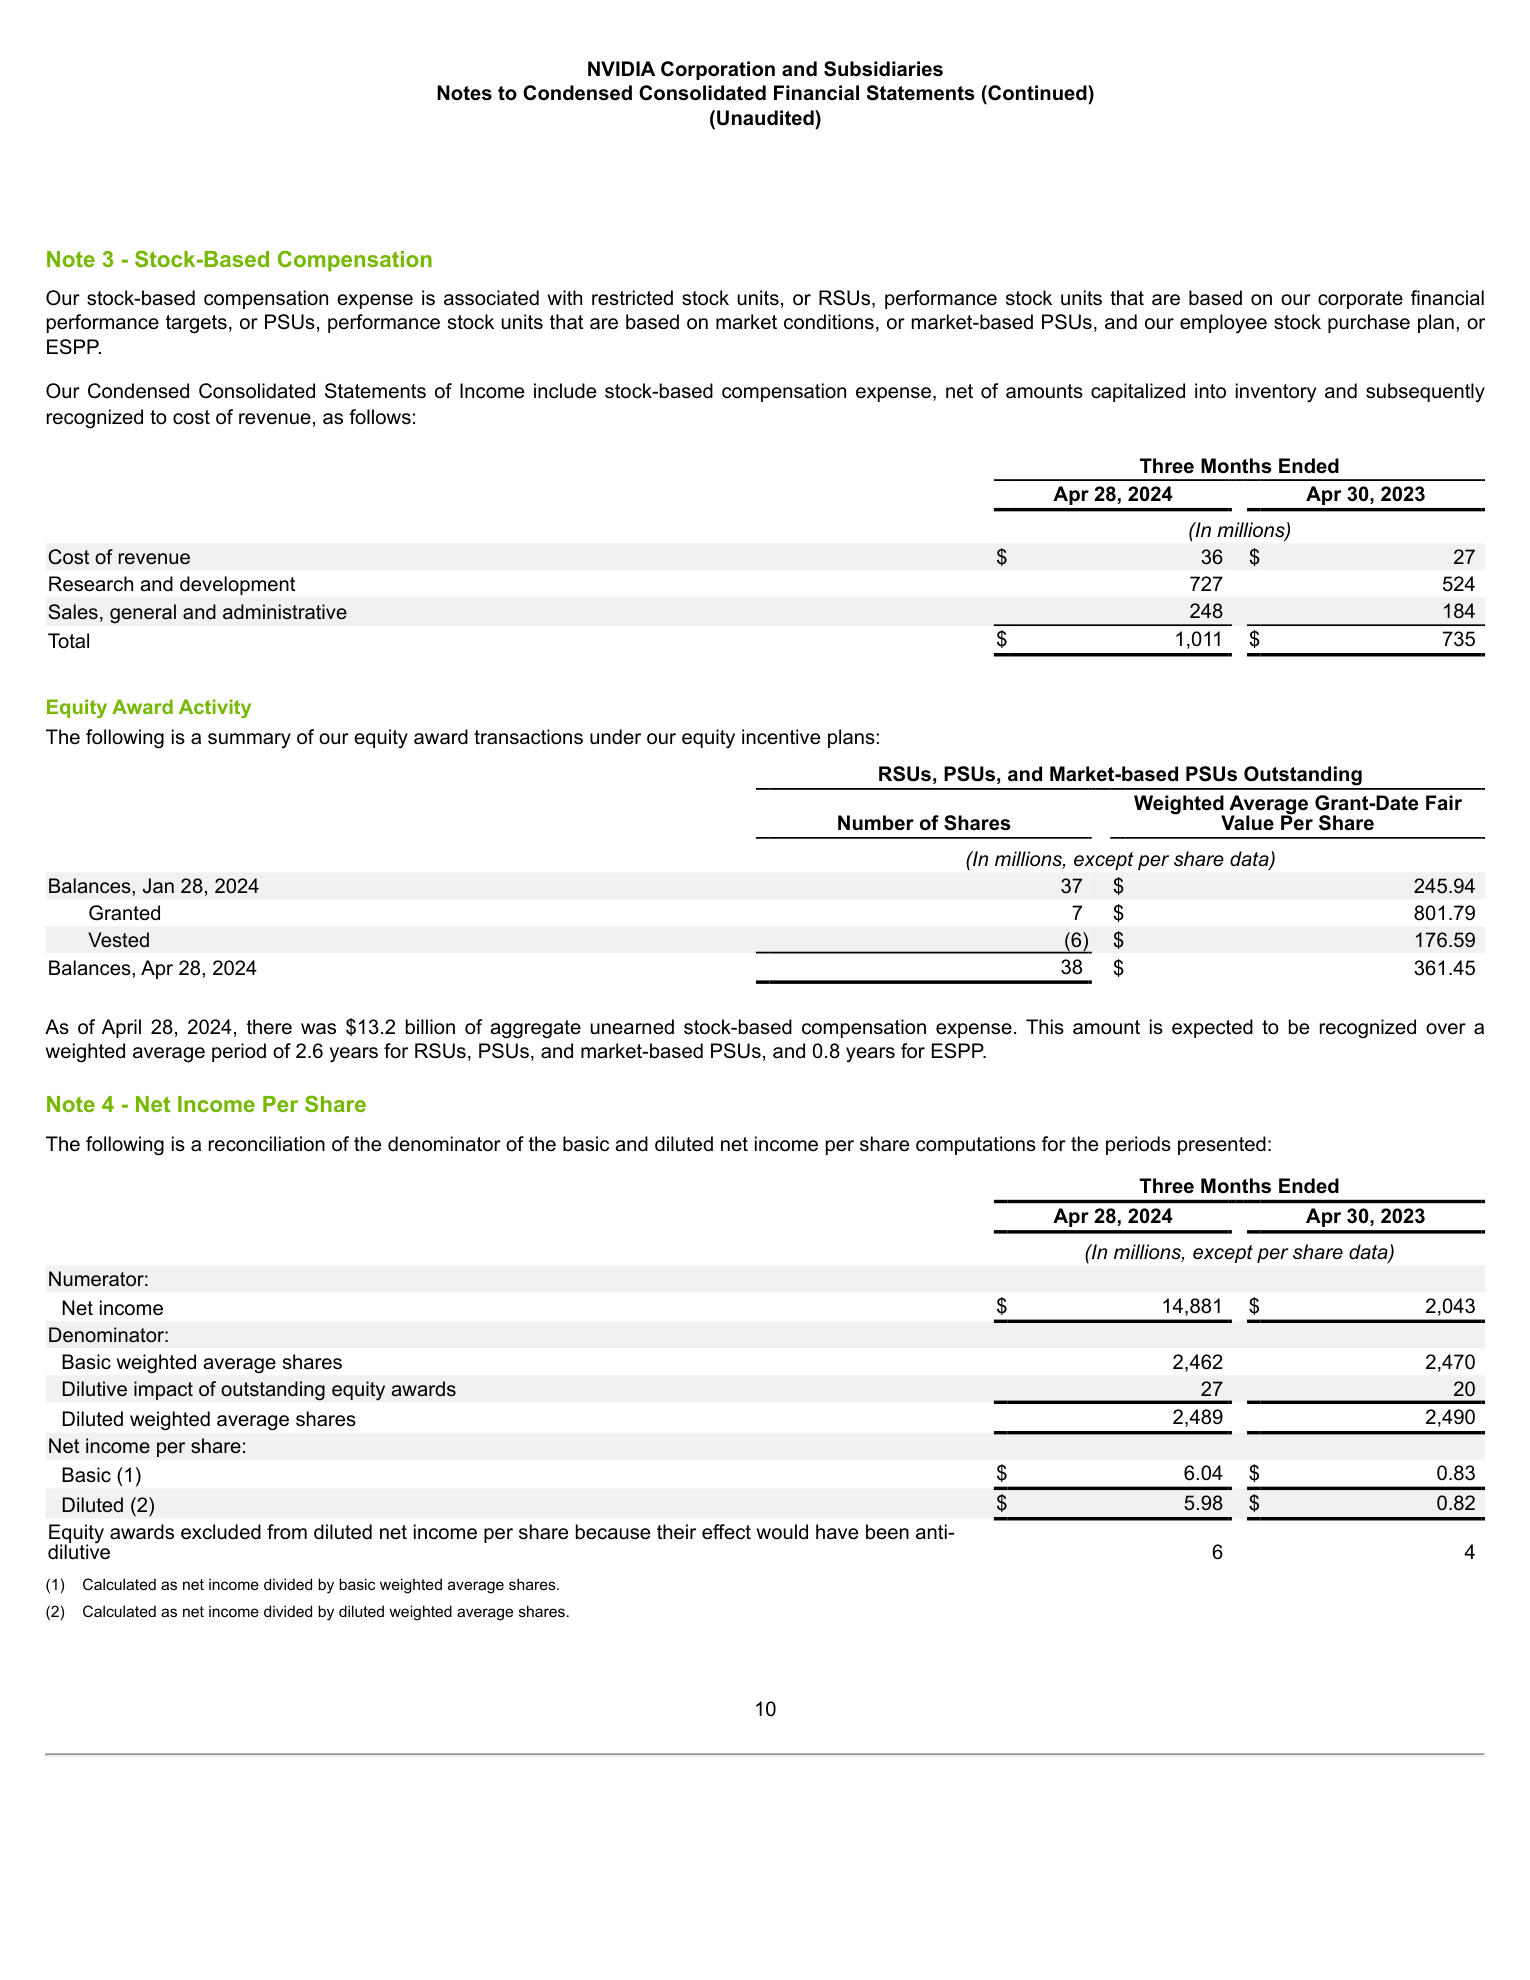 NVIDIA Corporation and Subsidiaries
Notes to Condensed Consolidated Financial Statements (Continued)
(Unaudited)
Note 3 - Stock-Based Compensation
Our stock-based compensation expense is associated with restricted stock units, or RSUs, performance stock units that are based on our corporate financial
performance targets, or PSUs, performance stock units that are based on market conditions, or market-based PSUs, and our employee stock purchase plan, or
ESPP.
Our Condensed Consolidated Statements of Income include stock-based compensation expense, net of amounts capitalized into inventory and subsequently
recognized to cost of revenue, as follows:
Three Months Ended
Apr 28, 2024 Apr 30, 2023
(In millions)
Cost of revenue $ 36 $ 27
Research and development 727 524
Sales, general and administrative 248 184
Total $ 1,011 $ 735
Equity Award Activity
The following is a summary of our equity award transactions under our equity incentive plans:
RSUs, PSUs, and Market-based PSUs Outstanding
Weighted Average Grant-Date Fair
Number of Shares Value Per Share
(In millions, except per share data)
Balances, Jan 28, 2024 37 $ 245.94
Granted 7 $ 801.79
Vested (6) $ 176.59
Balances, Apr 28, 2024 38 $ 361.45
As of April 28, 2024, there was $13.2 billion of aggregate unearned stock-based compensation expense. This amount is expected to be recognized over a
weighted average period of 2.6 years for RSUs, PSUs, and market-based PSUs, and 0.8 years for ESPP.
Note 4 - Net Income Per Share
The following is a reconciliation of the denominator of the basic and diluted net income per share computations for the periods presented:
Three Months Ended
Apr 28, 2024 Apr 30, 2023
(In millions, except per share data)
Numerator:
Net income $ 14,881 $ 2,043
Denominator:
Basic weighted average shares 2,462 2,470
Dilutive impact of outstanding equity awards 27 20
Diluted weighted average shares 2,489 2,490
Net income per share:
Basic (1) $ 6.04 $ 0.83
Diluted (2) $ 5.98 $ 0.82
Equity awards excluded from diluted net income per share because their effect would have been anti-
dilutive 6 4
(1) Calculated as net income divided by basic weighted average shares.
(2) Calculated as net income divided by diluted weighted average shares.
10